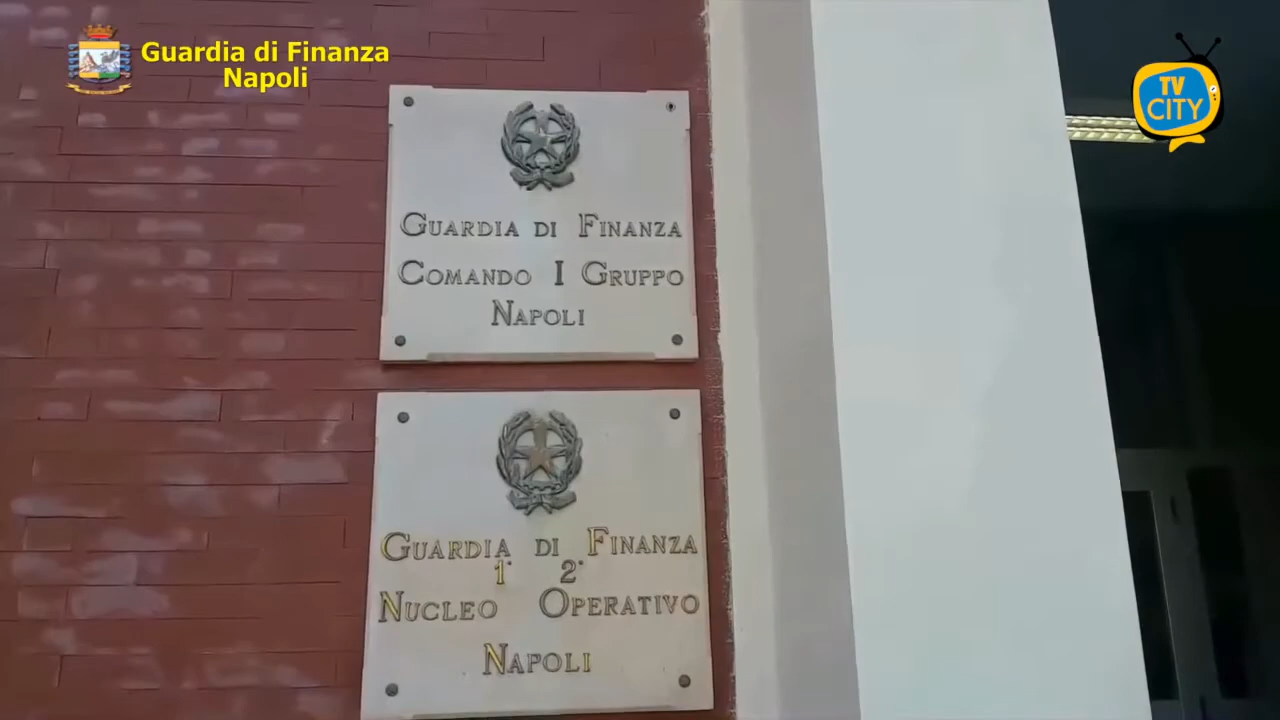 Guardia di Finanza
Napoli
TV
CITY
GUARDIA DI FINANZA
COMANDO I GRUPPO
NAPOLI
GUARDIA DI FINANZA
1° 2°
NUCLEO OPERATIVO
NAPOLI